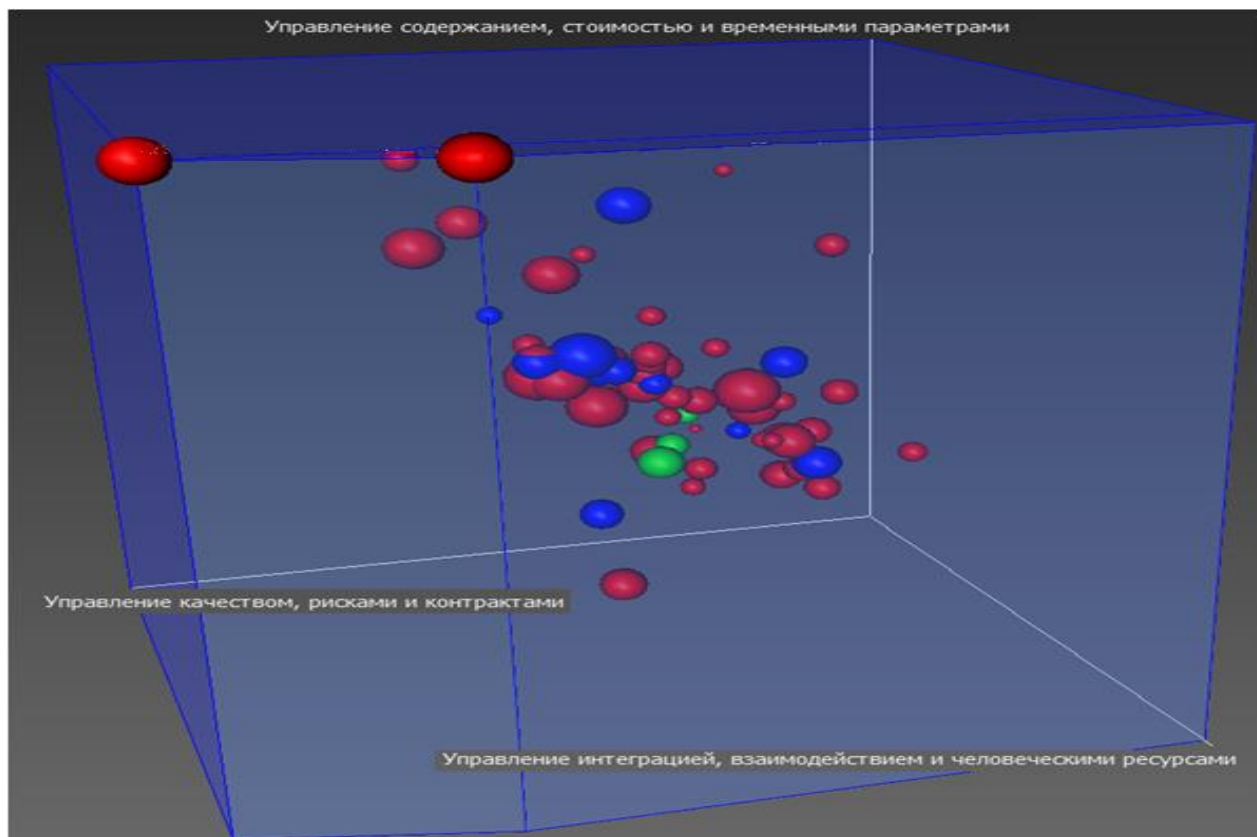 Управление содержанием, стоимостью и временными параметрами
Управление качеством, рисками и контрактами
Управление интеграцией, взаимодействием и человеческими ресурсами